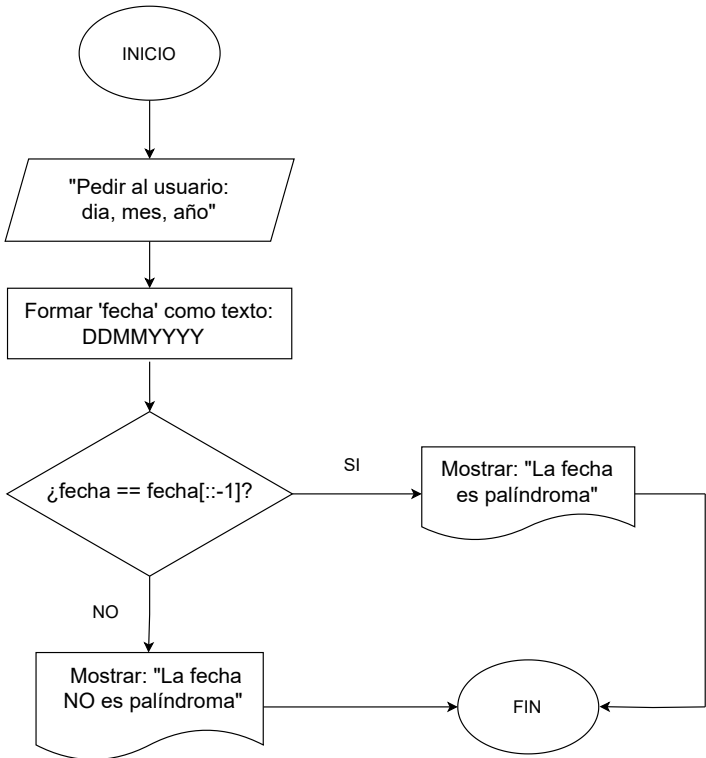 INICIO
"Pedir al usuario:
dia, mes, año"
Formar 'fecha' como texto:
DDMMYYYY
¿fecha == fecha[::-1]?
SI
Mostrar: "La fecha
es palíndroma"
NO
Mostrar: "La fecha
NO es palíndroma"
FIN